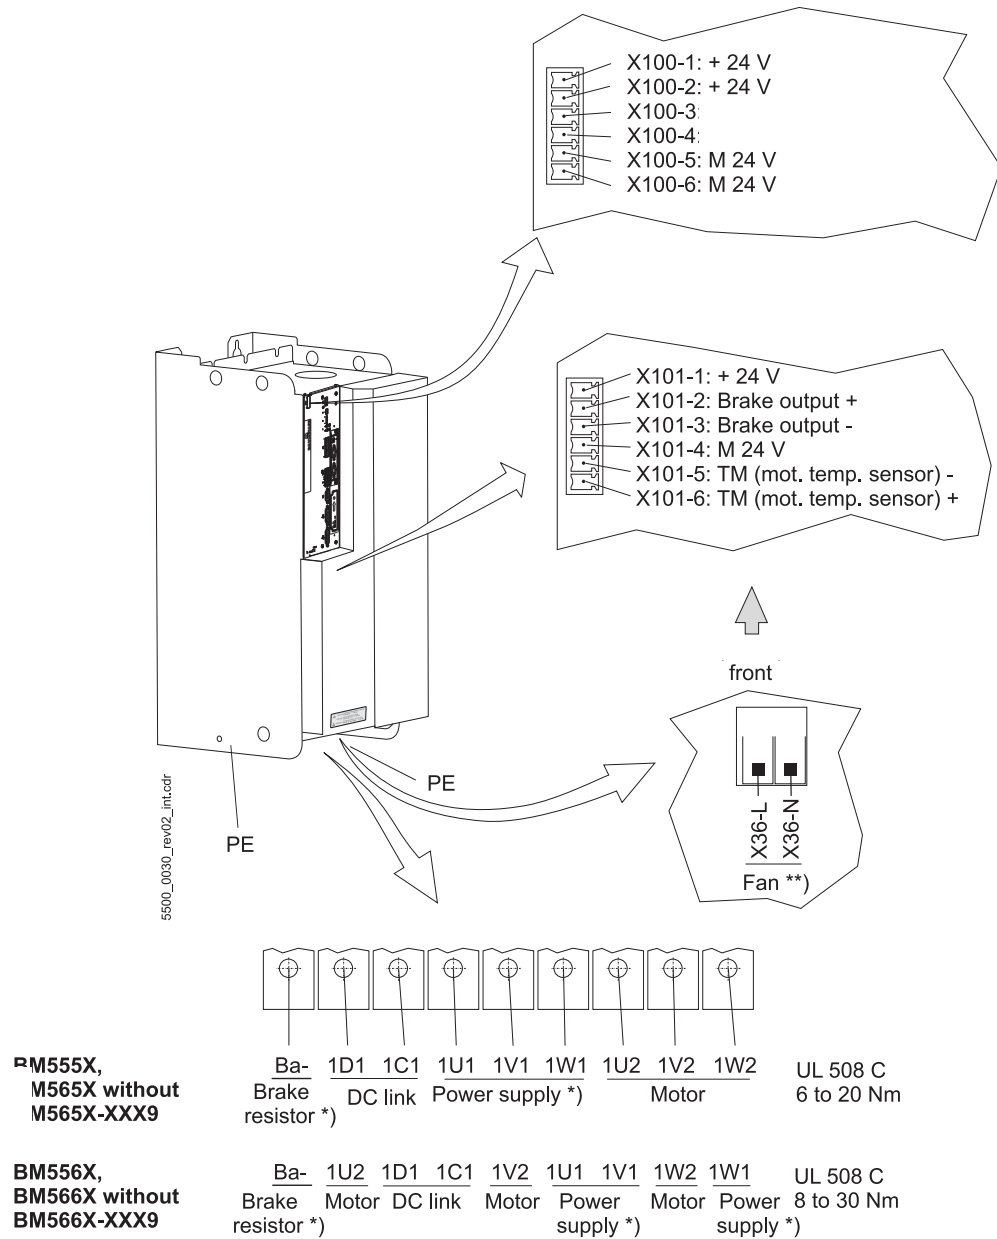 X100-1: + 24 V
X100-2: + 24 V
X100-3:
X100-4:
X100-5: M 24 V
X100-6: M 24 V
X101-1: + 24 V
X101-2: Brake output +
X101-3: Brake output -
X101-4: M 24 V
X101-5: TM (mot. temp. sensor) -
X101-6: TM (mot. temp. sensor) +
front
X36-L
X36-N
Fan **)
PE
PE
5500_0030_rev02_int.cdr
Ba- 1D1 1C1 1U1 1V1 1W1 1U2 1V2 1W2
BM555X,
M565X without
M565X-XXX9
Brake
resistor *)
DC link
Power supply *)
Motor
UL 508 C
6 to 20 Nm
BM556X,
BM566X without
BM566X-XXX9
Ba- 1U2 1D1 1C1 1V2 1U1 1V1 1W2 1W1
Brake
resistor *)
Motor
DC link
Motor
Power
supply *)
Motor
Power
supply *)
UL 508 C
8 to 30 Nm